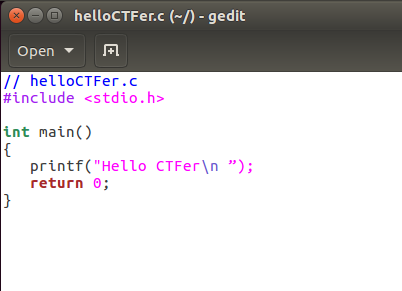 helloCTFer.c (~/) - gedit
Open
// helloCTFer.c
#include <stdio.h>
int main()
{
printf("Hello CTFer\n ”);
return 0;
}